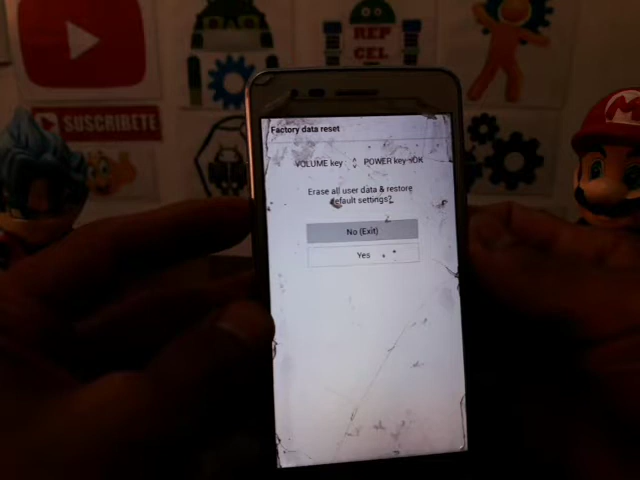 REP
CEL
SUSCRIBETE
Factory data reset
VOLUME key: POWER key:OK
Erase all user data & restore
default settings?
No (Exit)
Yes
M